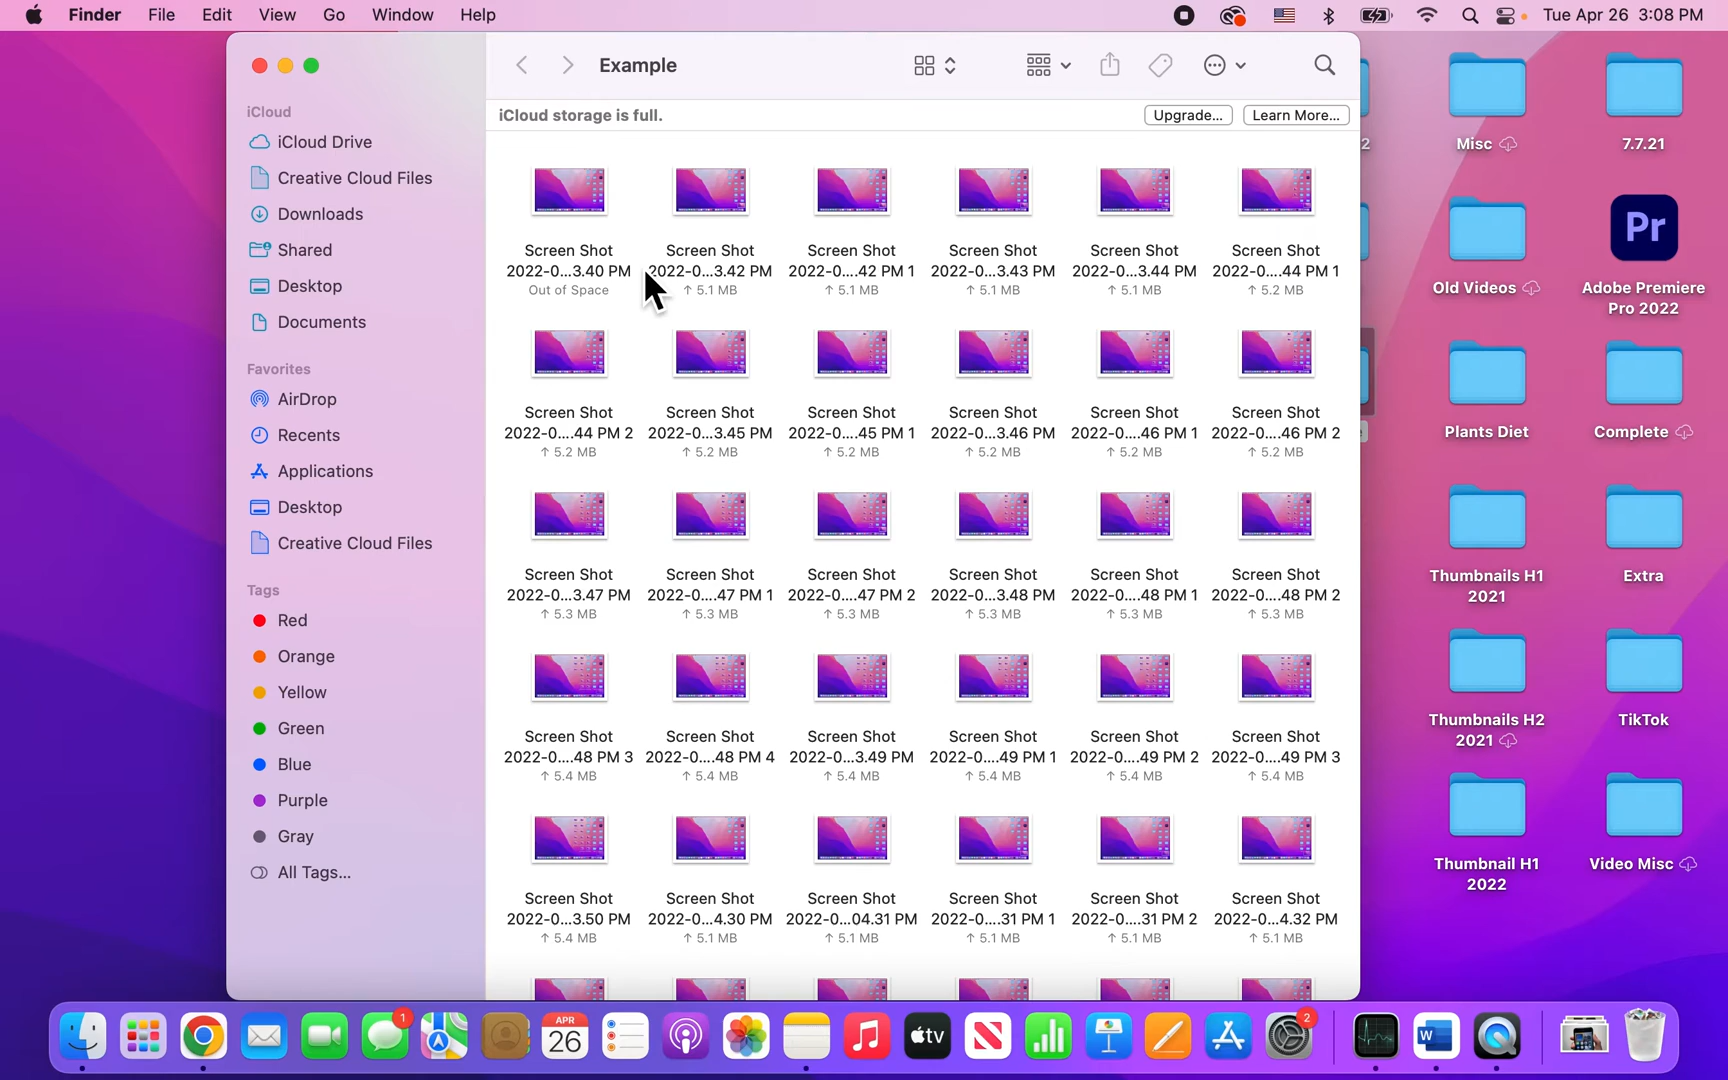 Finder File Edit View Go Window Help Tue Apr 26 3:08 PM
Example
iCloud storage is full. Upgrade... Learn More...
iCloud
iCloud Drive
Creative Cloud Files
Downloads
Shared
Desktop
Documents
Favorites
AirDrop
Recents
Applications
Desktop
Creative Cloud Files
Tags
Red
Orange
Yellow
Green
Blue
Purple
Gray
All Tags...
Screen Shot Screen Shot Screen Shot Screen Shot Screen Shot Screen Shot
2022-0...3.40 PM 2022-0...3.42 PM 2022-0....42 PM 1 2022-0...3.43 PM 2022-0...3.44 PM 2022-0....44 PM 1
Out of Space ↑ 5.1 MB ↑ 5.1 MB ↑ 5.1 MB ↑ 5.1 MB ↑ 5.2 MB
Screen Shot Screen Shot Screen Shot Screen Shot Screen Shot Screen Shot
2022-0....44 PM 2 2022-0...3.45 PM 2022-0....45 PM 1 2022-0...3.46 PM 2022-0....46 PM 1 2022-0....46 PM 2
↑ 5.2 MB ↑ 5.2 MB ↑ 5.2 MB ↑ 5.2 MB ↑ 5.2 MB ↑ 5.2 MB
Screen Shot Screen Shot Screen Shot Screen Shot Screen Shot Screen Shot
2022-0...3.47 PM 2022-0....47 PM 1 2022-0....47 PM 2 2022-0...3.48 PM 2022-0....48 PM 1 2022-0....48 PM 2
↑ 5.3 MB ↑ 5.3 MB ↑ 5.3 MB ↑ 5.3 MB ↑ 5.3 MB ↑ 5.3 MB
Screen Shot Screen Shot Screen Shot Screen Shot Screen Shot Screen Shot
2022-0....48 PM 3 2022-0....48 PM 4 2022-0...3.49 PM 2022-0....49 PM 1 2022-0....49 PM 2 2022-0....49 PM 3
↑ 5.4 MB ↑ 5.4 MB ↑ 5.4 MB ↑ 5.4 MB ↑ 5.4 MB ↑ 5.4 MB
Screen Shot Screen Shot Screen Shot Screen Shot Screen Shot Screen Shot
2022-0...3.50 PM 2022-0...4.30 PM 2022-0...04.31 PM 2022-0....31 PM 1 2022-0....31 PM 2 2022-0...4.32 PM
↑ 5.4 MB ↑ 5.1 MB ↑ 5.1 MB ↑ 5.1 MB ↑ 5.1 MB ↑ 5.1 MB
2 Misc 7.7.21
Pr
Old Videos Adobe Premiere
Pro 2022
Plants Diet Complete
Thumbnails H1 Extra
2021
Thumbnails H2 TikTok
2021
Thumbnail H1 Video Misc
2022
1
APR
26
tv
2
W